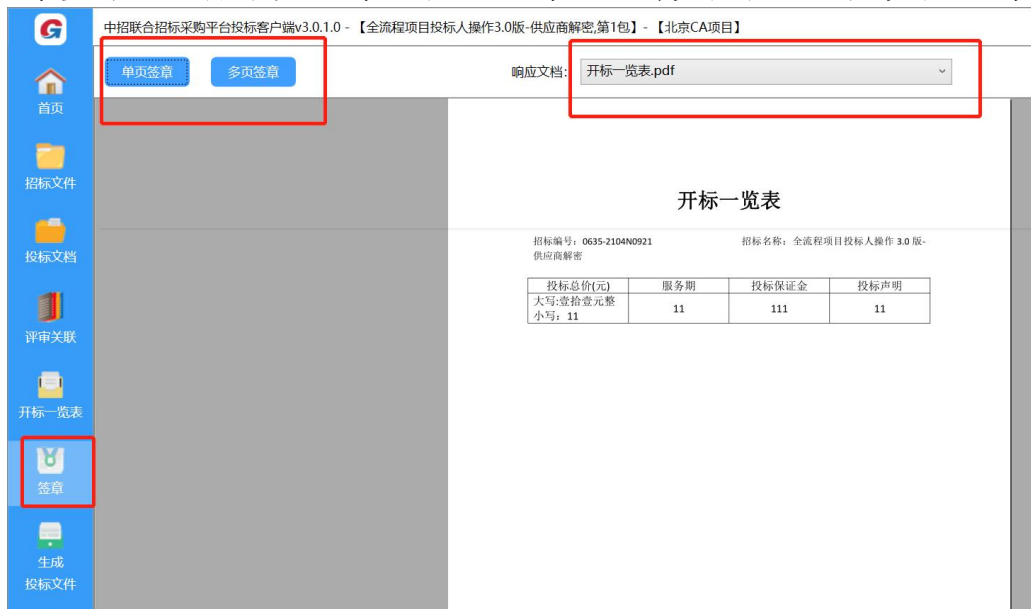 中招联合招标采购平台投标客户端v3.0.1.0 - 【全流程项目投标人操作3.0版-供应商解密,第1包】 - 【北京CA项目】
单页签章
多页签章
响应文档:
开标一览表.pdf
首页
招标文件
投标文档
评审关联
开标一览表
签章
生成
投标文件
开标一览表
招标编号：0635-2104N0921
招标名称：全流程项目投标人操作 3.0 版-
供应商解密
投标总价(元)
服务期
投标保证金
投标声明
大写:壹拾壹元整
小写：11
11
111
11